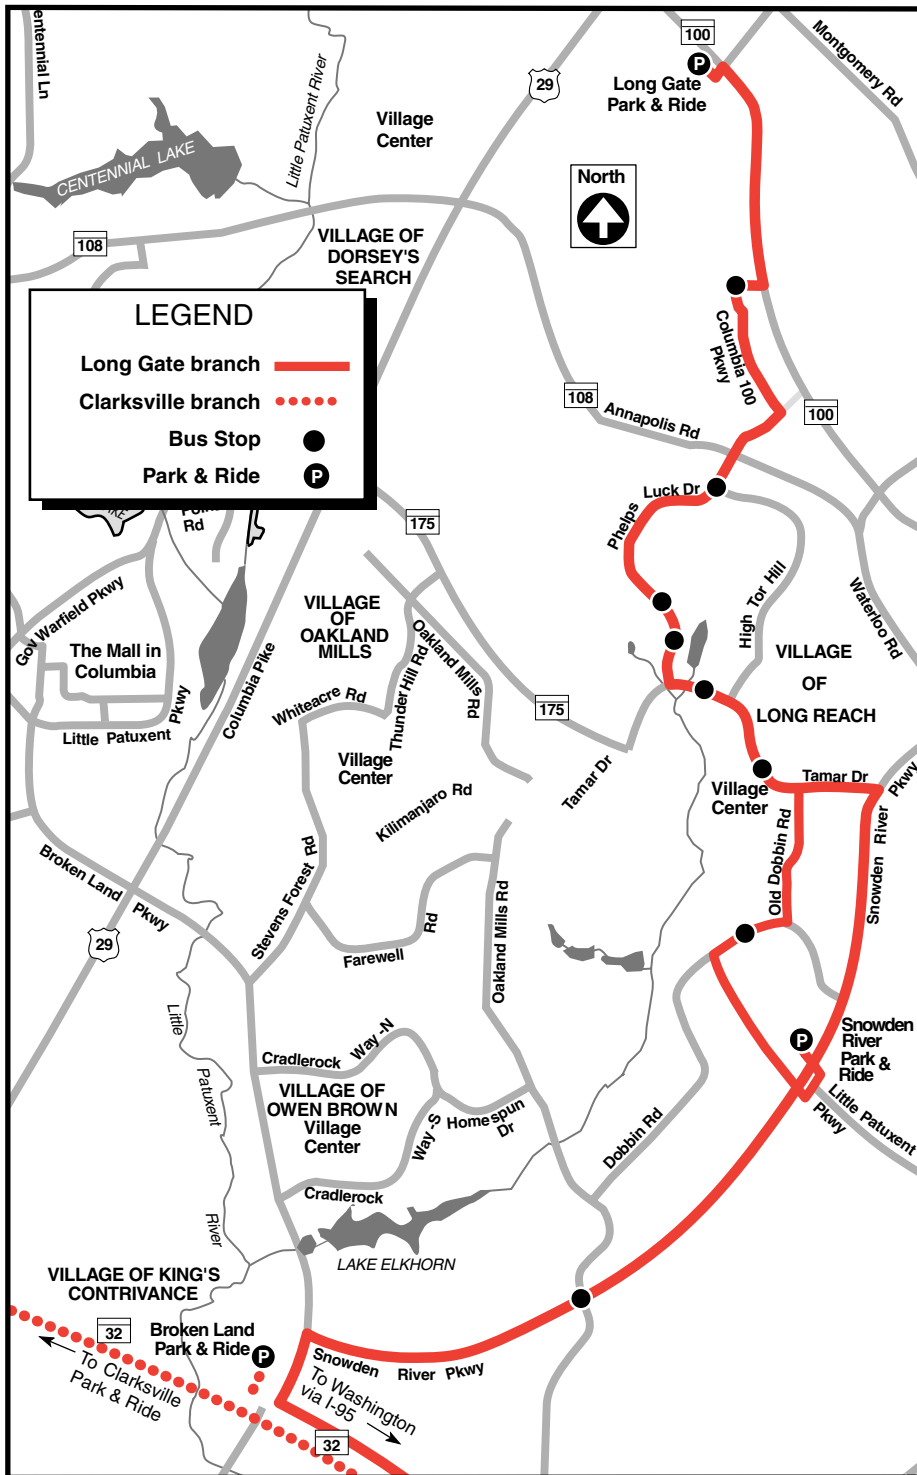 entennial Ln
Little Patuxent River
29
100
Montgomery Rd
Long Gate
Park & Ride
P
Village
Center
CENTENNIAL LAKE
North
108
VILLAGE OF
DORSEY'S
SEARCH
LEGEND
Long Gate branch
Clarksville branch
Bus Stop
Park & Ride
P
Columbia 100
Pkwy
108
100
Annapolis Rd
Rd
175
Luck Dr
Phelps
High Tor Hill
Waterloo Rd
Gov Warfield Pkwy
VILLAGE
OF
OAKLAND
MILLS
Oakland Mills Rd
Thunder Hill Rd
The Mall in
Columbia
Pkwy
Little Patuxent
Columbia Pike
Whiteacre Rd
Village
Center
175
VILLAGE
OF
LONG REACH
Tamar Dr
Kilimanjaro Rd
Village
Center
Tamar Dr
Pkwy
Snowden River
Old Dobbin Rd
Broken Land
Pkwy
Stevens Forest Rd
Farewell
Rd
Oakland Mills Rd
29
Little
Patuxent
River
Cradlerock
Way -N
VILLAGE OF
OWEN BROWN
Village
Center
Way -S
Homespun
Dr
Cradlerock
Dobbin Rd
P
Snowden
River
Park &
Ride
Little Patuxent
Pkwy
LAKE ELKHORN
VILLAGE OF KING'S
CONTRIVANCE
32
Broken Land
Park & Ride
P
To Clarksville
Park & Ride
Snowden River Pkwy
To Washington
via I-95
32